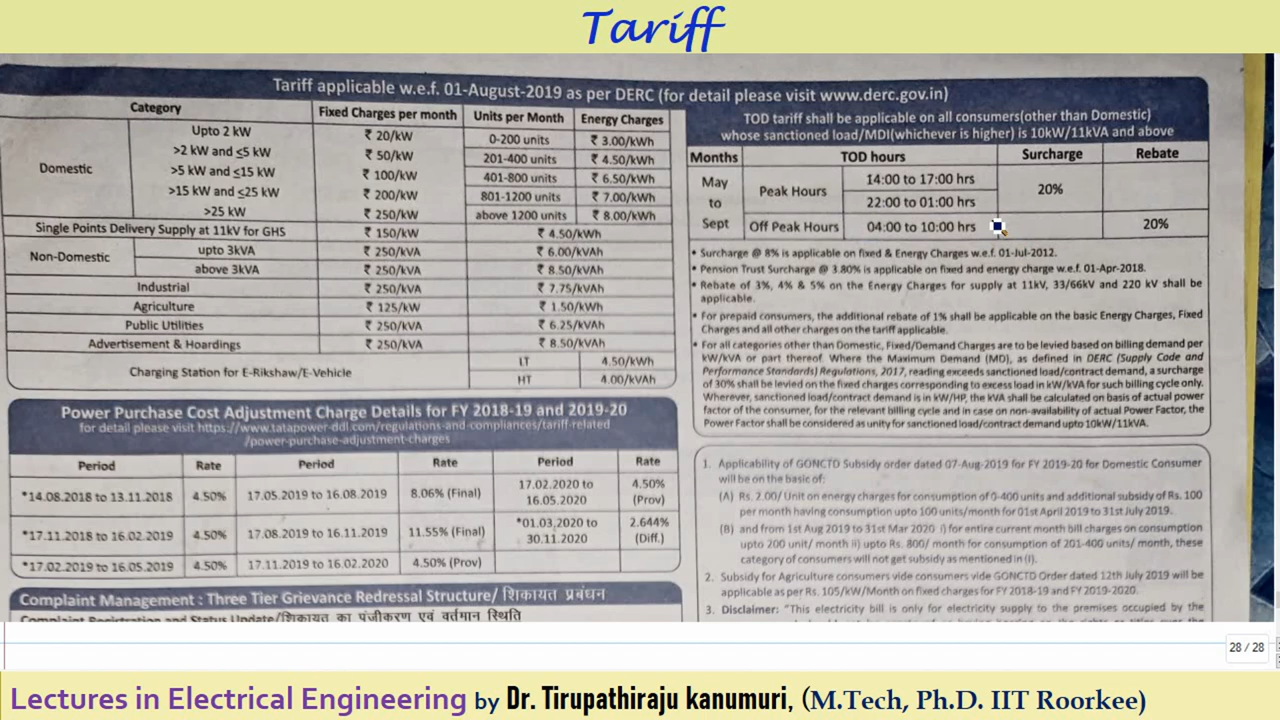 Tariff
Tariff applicable w.e.f. 01-August-2019 as per DERC (for detail please visit www.derc.gov.in)
Category Fixed Charges per month Units per Month Energy Charges
Domestic
Upto 2 kW ₹ 20/kW 0-200 units ₹ 3.00/kWh
>2 kW and ≤5 kW ₹ 50/kW 201-400 units ₹ 4.50/kWh
>5 kW and ≤15 kW ₹ 100/kW 401-800 units ₹ 6.50/kWh
>15 kW and ≤25 kW ₹ 200/kW 801-1200 units ₹ 7.00/kWh
>25 kW ₹ 250/kW above 1200 units ₹ 8.00/kWh
Single Points Delivery Supply at 11kV for GHS ₹ 150/kW ₹ 4.50/kWh
Non-Domestic
upto 3kVA ₹ 250/kVA ₹ 6.00/kVAh
above 3kVA ₹ 250/kVA ₹ 8.50/kVAh
Industrial ₹ 250/kVA ₹ 7.75/kVAh
Agriculture ₹ 125/kW ₹ 1.50/kWh
Public Utilities ₹ 250/kVA ₹ 6.25/kVAh
Advertisement & Hoardings ₹ 250/kVA ₹ 8.50/kVAh
Charging Station for E-Rikshaw/E-Vehicle
LT 4.50/kWh
HT 4.00/kVAh
Power Purchase Cost Adjustment Charge Details for FY 2018-19 and 2019-20
for detail please visit https://www.tatapower-ddl.com/regulations-and-compliances/tariff-related
/power-purchase-adjustment-charges
Period Rate Period Rate Period Rate
*14.08.2018 to 13.11.2018 4.50% 17.05.2019 to 16.08.2019 8.06% (Final) 17.02.2020 to 16.05.2020 4.50% (Prov)
*17.11.2018 to 16.02.2019 4.50% 17.08.2019 to 16.11.2019 11.55% (Final) *01.03.2020 to 30.11.2020 2.644% (Diff.)
*17.02.2019 to 16.05.2019 4.50% 17.11.2019 to 16.02.2020 4.50% (Prov)
Complaint Management : Three Tier Grievance Redressal Structure/ शिकायत प्रबंधन
Complaint Registration and Status Update/शिकायत का पंजीकरण एवं वर्तमान स्थिति
TOD tariff shall be applicable on all consumers(other than Domestic)
whose sanctioned load/MDI(whichever is higher) is 10kW/11kVA and above
Months TOD hours Surcharge Rebate
May to Sept
Peak Hours 14:00 to 17:00 hrs 20%
22:00 to 01:00 hrs
Off Peak Hours 04:00 to 10:00 hrs 20%
• Surcharge @ 8% is applicable on fixed & Energy Charges w.e.f. 01-Jul-2012.
• Pension Trust Surcharge @ 3.80% is applicable on fixed and energy charge w.e.f. 01-Apr-2018.
• Rebate of 3%, 4% & 5% on the Energy Charges for supply at 11kV, 33/66kV and 220 kV shall be
applicable.
• For prepaid consumers, the additional rebate of 1% shall be applicable on the basic Energy Charges, Fixed
Charges and all other charges on the tariff applicable.
• For all categories other than Domestic, Fixed/Demand Charges are to be levied based on billing demand per
kW/kVA or part thereof. Where the Maximum Demand (MD), as defined in DERC (Supply Code and
Performance Standards) Regulations, 2017, reading exceeds sanctioned load/contract demand, a surcharge
of 30% shall be levied on the fixed charges corresponding to excess load in kW/kVA for such billing cycle only.
Wherever, sanctioned load/contract demand is in kW/HP, the kVA shall be calculated on basis of actual power
factor of the consumer, for the relevant billing cycle and in case on non-availability of actual Power Factor, the
Power Factor shall be considered as unity for sanctioned load/contract demand upto 10kW/11kVA.
1. Applicability of GONCTD Subsidy order dated 07-Aug-2019 for FY 2019-20 for Domestic Consumer
will be on the basic of:
(A) Rs. 2.00/ Unit on energy charges for consumption of 0-400 units and additional subsidy of Rs. 100
per month having consumption upto 100 units/month for 01st April 2019 to 31st July 2019.
(B) and from 1st Aug 2019 to 31st Mar 2020 i) for entire current month bill charges on consumption
upto 200 unit/ month ii) upto Rs. 800/ month for consumption of 201-400 units/ month, these
category of consumers will not get subsidy as mentioned in (I).
2. Subsidy for Agriculture consumers vide consumers vide GONCTD Order dated 12th July 2019 will be
applicable as per Rs. 105/kW/Month on fixed charges for FY 2018-19 and FY 2019-2020.
3. Disclaimer: "This electricity bill is only for electricity supply to the premises occupied by the
28 / 28
Lectures in Electrical Engineering by Dr. Tirupathiraju kanumuri, (M.Tech, Ph.D. IIT Roorkee)